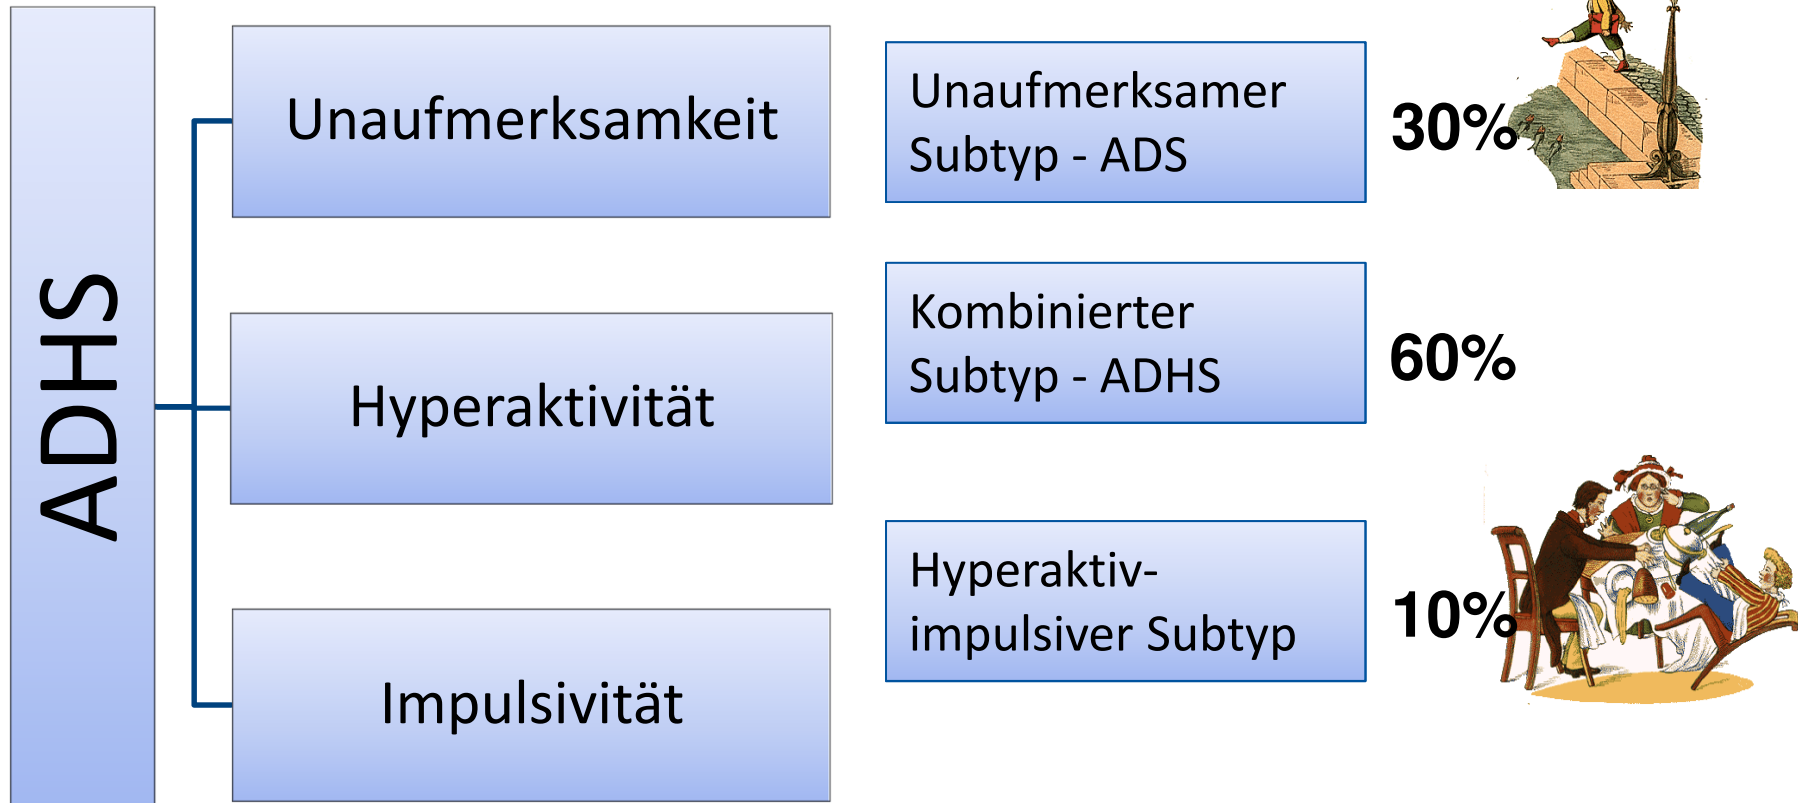 ADHS
Unaufmerksamkeit
Hyperaktivität
Impulsivität
Unaufmerksamer
Subtyp - ADS
30%
Kombinierter
Subtyp - ADHS
60%
Hyperaktiv-
impulsiver Subtyp
10%